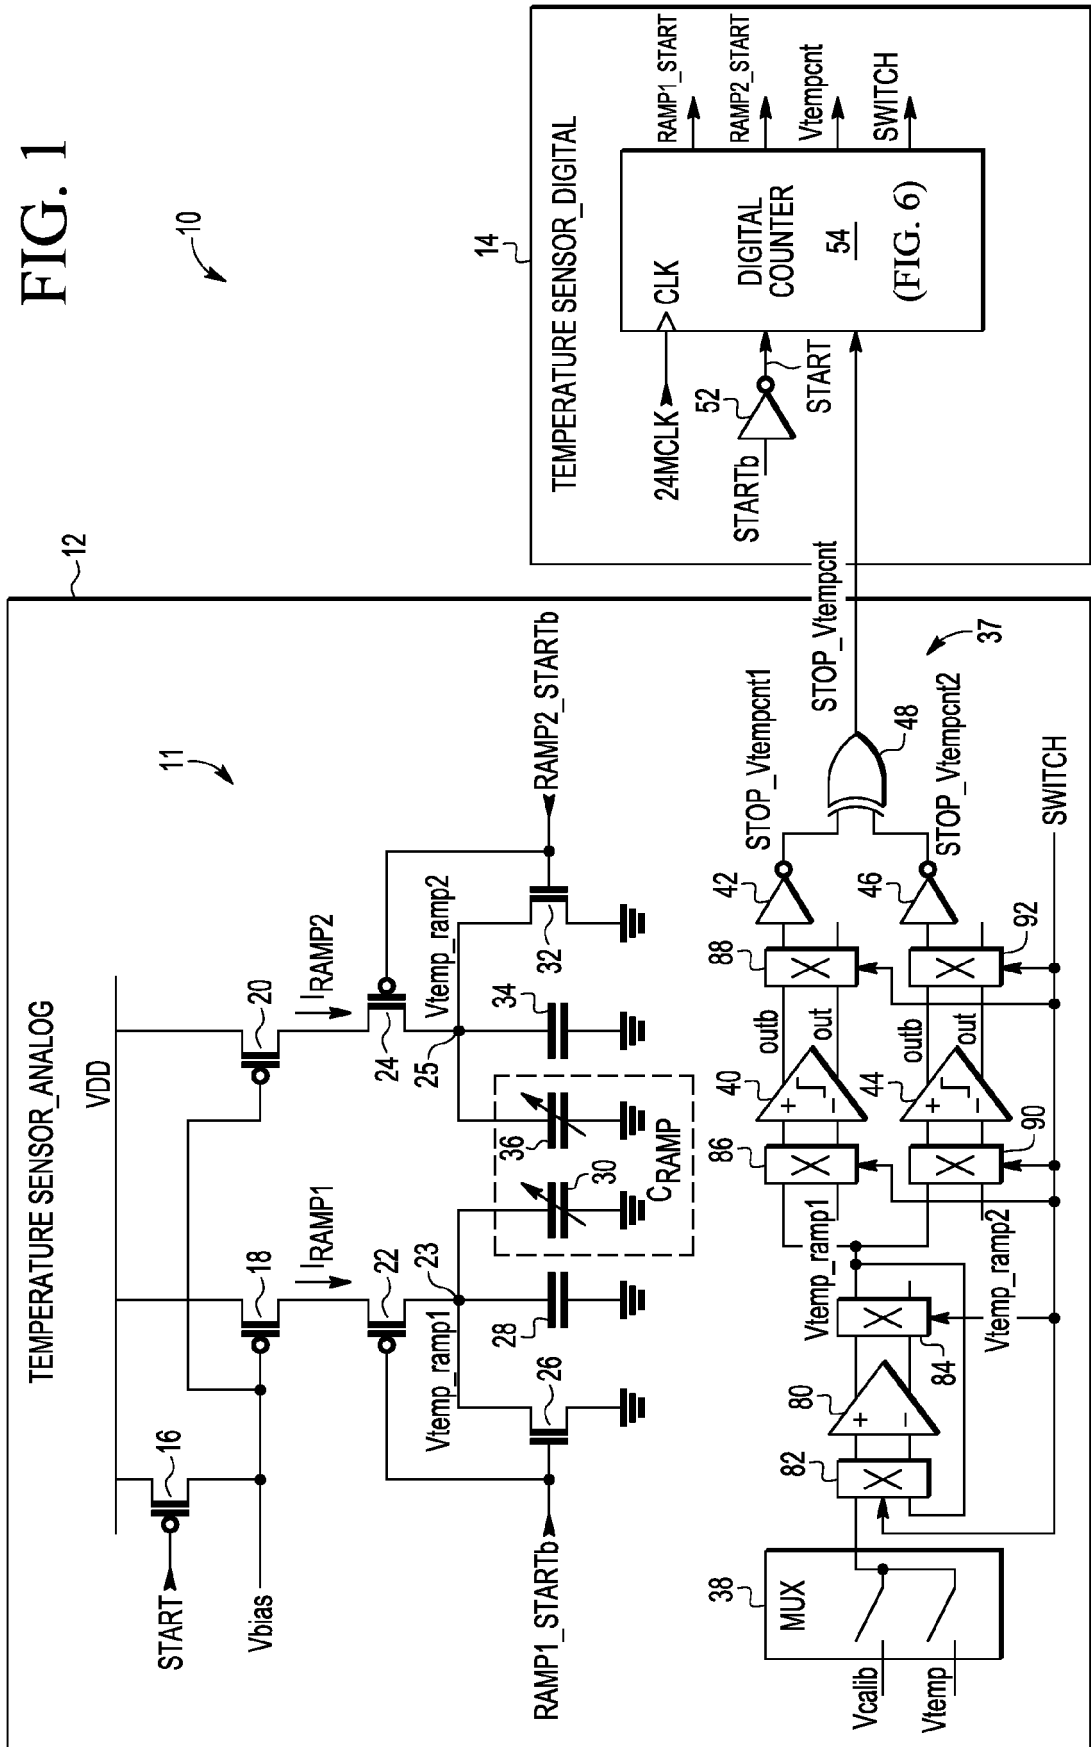 FIG. 1
10
TEMPERATURE SENSOR_ANALOG
12
11
VDD
START
16
Vbias
18
20
IRAMP1
IRAMP2
22
24
23
25
Vtemp_ramp1
Vtemp_ramp2
RAMP1_STARTb
RAMP2_STARTb
26
28
30
36
34
32
CRAMP
MUX
38
Vcalib
Vtemp
82
80
+
−
84
Vtemp_ramp1
Vtemp_ramp2
86
40
+
−
outb
out
88
42
STOP_Vtempcnt1
90
44
+
−
outb
out
92
46
STOP_Vtempcnt2
48
37
SWITCH
STOP_Vtempcnt
14
TEMPERATURE SENSOR_DIGITAL
24MCLK
CLK
STARTb
52
START
DIGITAL
COUNTER
54
(FIG. 6)
RAMP1_START
RAMP2_START
Vtempcnt
SWITCH